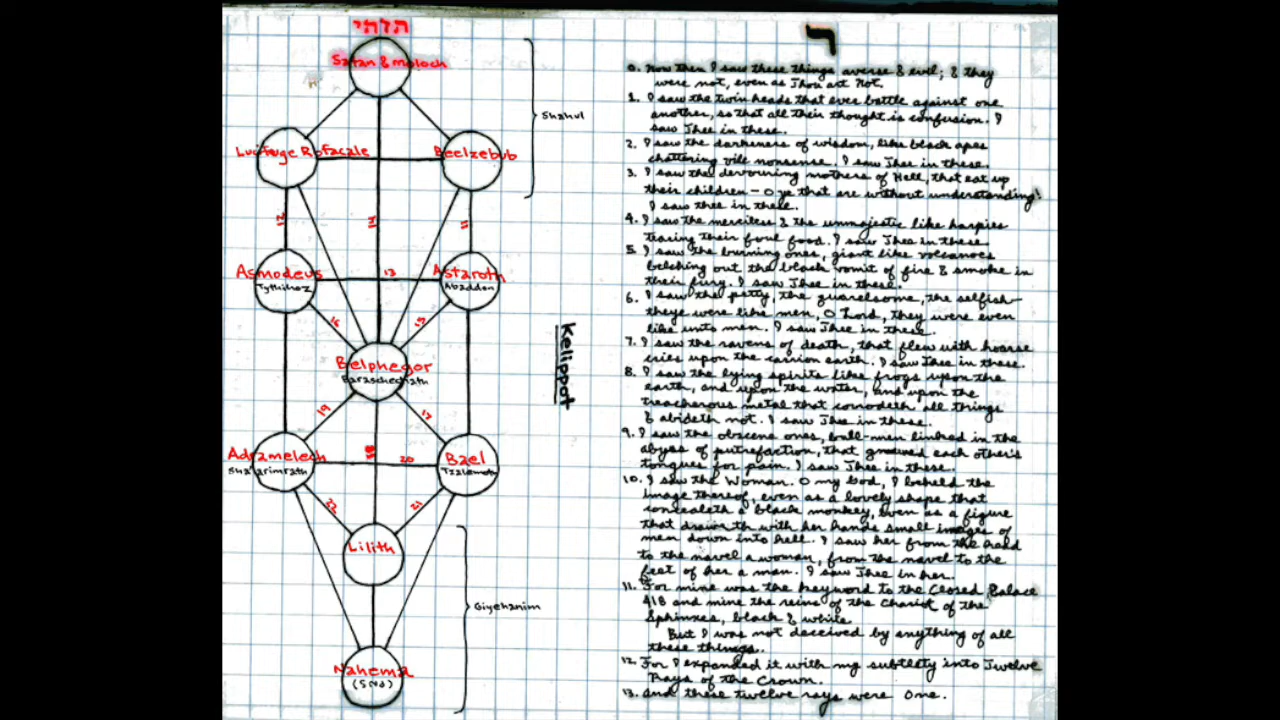 Satan & Moloch
Shahul
Lucifuge Rofacale
Beelzebub
12
14
11
Asmodeus
13
Astaroth
Abaddon
16
15
Belphegor
19
17
Adramelech
20
Bael
22
21
Lilith
Nahema
Giyehanim
Kelippot
0. Now then I saw these things averse & evil; & they
were not, even as Thou art Not.
1. I saw the twin heads that ever battle against one
another, so that all their thought is confusion. I
saw Thee in these.
2. I saw the darkeners of wisdom, like black apes
chattering vile nonsense. I saw Thee in these.
3. I saw the devouring mothers of Hell, that eat up
their children - O ye that are without understanding!
I saw thee in these.
4. I saw the merciless & the unmajestic like harpies
tearing their foul food. I saw Thee in these
5. I saw the burning ones, giant like volcanoes
belching out the black vomit of fire & smoke in
their fury. I saw Thee in these.
6. I saw the petty, the quarelsome, the selfish-
theye were like men, O Lord, they were even
like unto men. I saw Thee in these.
7. I saw the ravens of death, that flew with hoarse
cries upon the carrion earth. I saw Thee in these.
8. I saw the lying spirits like frogs upon the
earth, and upon the water, and upon the
treacherous metal that corrodeth all things
& abideth not. I saw Thee in these.
9. I saw the obscene ones, bull-men linked in the
abyss of putrefaction, that gnawed each other's
tongues for pain. I saw Thee in these.
10. I saw the Woman. O my God, I beheld the
image thereof, even as a lovely shape that
concealeth a black monkey, even as a figure
that draweth with her hands small images of
men down into hell. I saw her from the head
to the navel a woman, from the navel to the
feet of her a man. I saw Thee in her.
11. For mine was the keyword to the Closed Palace
418 and mine the reins of the Chariot of the
Sphinxes, black & white.
But I was not deceived by anything of all
these things.
12. For I expanded it with my subtlety into Twelve
Rays of the Crown.
13. And these twelve rays were One.